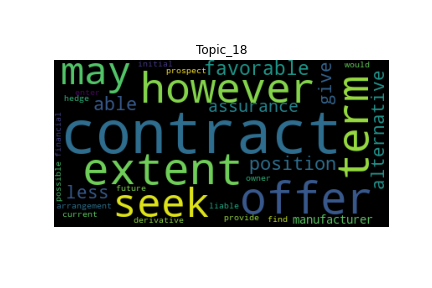 Topic_18
initial would
may prospect favorable
enter however give
hedge able assurance
financial contract term alternative
extent position
possible less future owner
arrangement seek liable offer
current derivative provide find manufacturer